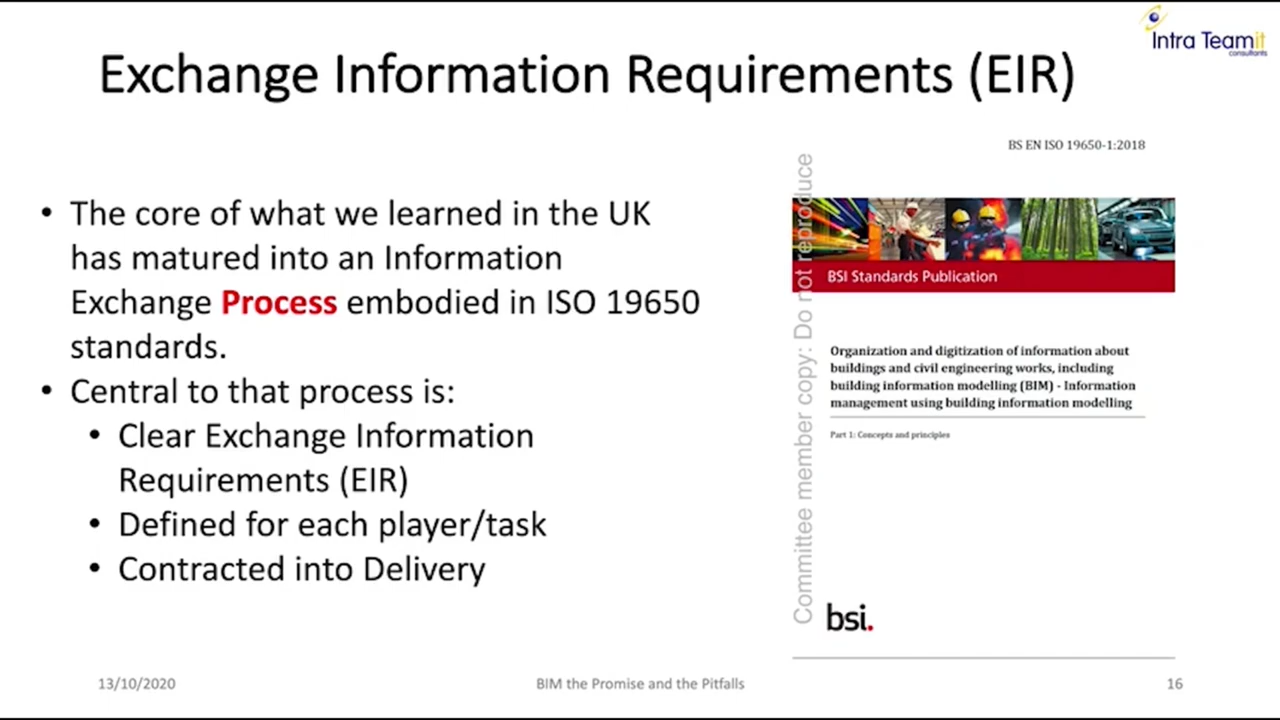 Intra Teamit
consultants
Exchange Information Requirements (EIR)
• The core of what we learned in the UK
has matured into an Information
Exchange Process embodied in ISO 19650
standards.
• Central to that process is:
• Clear Exchange Information
Requirements (EIR)
• Defined for each player/task
• Contracted into Delivery
BS EN ISO 19650-1:2018
Committee member copy: Do not reproduce
BSI Standards Publication
Organization and digitization of information about
buildings and civil engineering works, including
building information modelling (BIM) - Information
management using building information modelling
Part 1: Concepts and principles
bsi.
13/10/2020
BIM the Promise and the Pitfalls
16